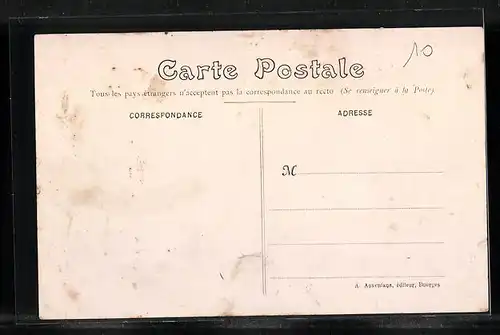 10
Carte Postale
Tous les pays étrangers n'acceptent pas la correspondance au recto (Se renseigner à la Poste)
CORRESPONDANCE
ADRESSE
M
A. Auxenfans, éditeur, Bourges